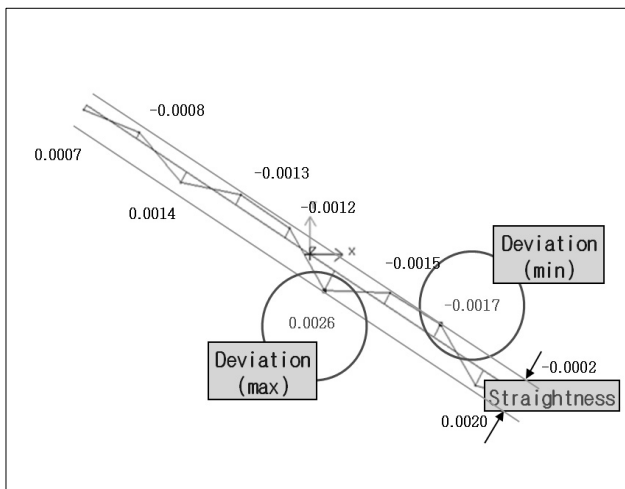 -0.0008
0.0007
-0.0013
0.0014
-0.0012
x
-0.0015
Deviation
(min)
-0.0017
0.0026
Deviation
(max)
-0.0002
Straightness
0.0020